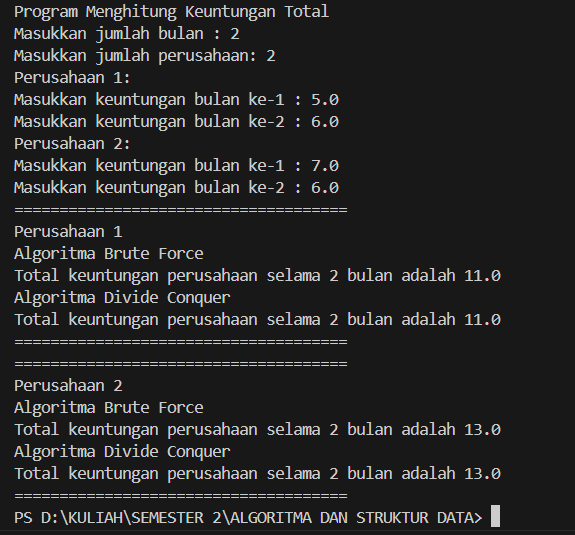 Program Menghitung Keuntungan Total
Masukkan jumlah bulan : 2
Masukkan jumlah perusahaan: 2
Perusahaan 1:
Masukkan keuntungan bulan ke-1 : 5.0
Masukkan keuntungan bulan ke-2 : 6.0
Perusahaan 2:
Masukkan keuntungan bulan ke-1 : 7.0
Masukkan keuntungan bulan ke-2 : 6.0
=====================================
Perusahaan 1
Algoritma Brute Force
Total keuntungan perusahaan selama 2 bulan adalah 11.0
Algoritma Divide Conquer
Total keuntungan perusahaan selama 2 bulan adalah 11.0
=====================================
=====================================
Perusahaan 2
Algoritma Brute Force
Total keuntungan perusahaan selama 2 bulan adalah 13.0
Algoritma Divide Conquer
Total keuntungan perusahaan selama 2 bulan adalah 13.0
=====================================
PS D:\KULIAH\SEMESTER 2\ALGORITMA DAN STRUKTUR DATA>